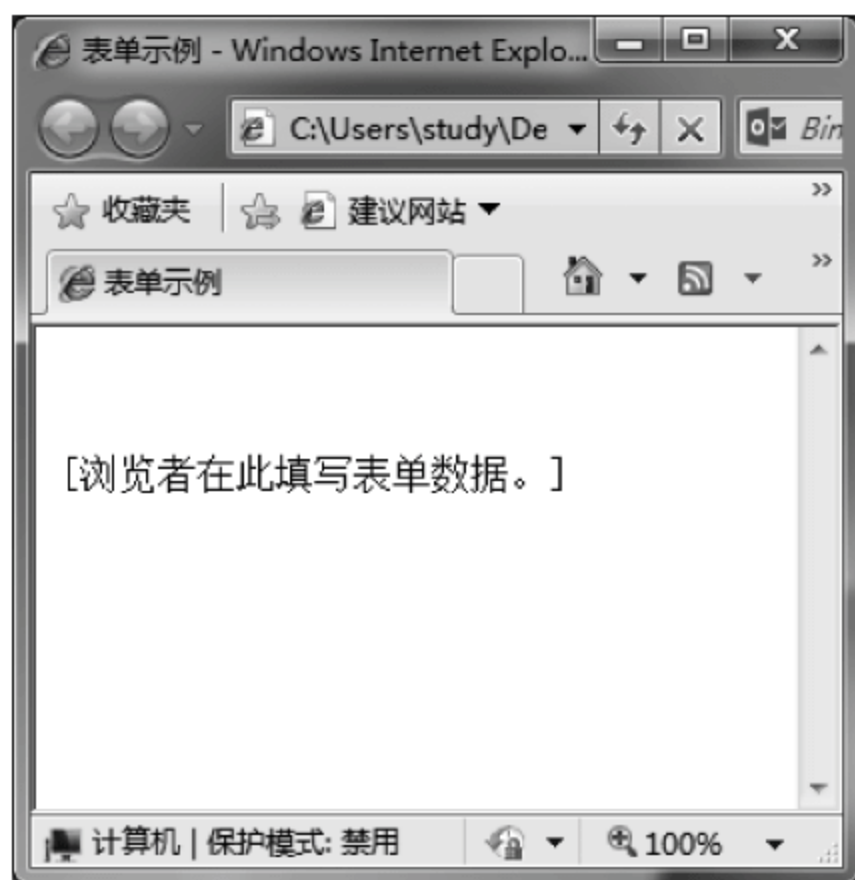 表单示例 - Windows Internet Explo...
C:\Users\study\De
Bin
收藏夹
建议网站
表单示例
[浏览者在此填写表单数据。]
计算机 | 保护模式: 禁用
100%